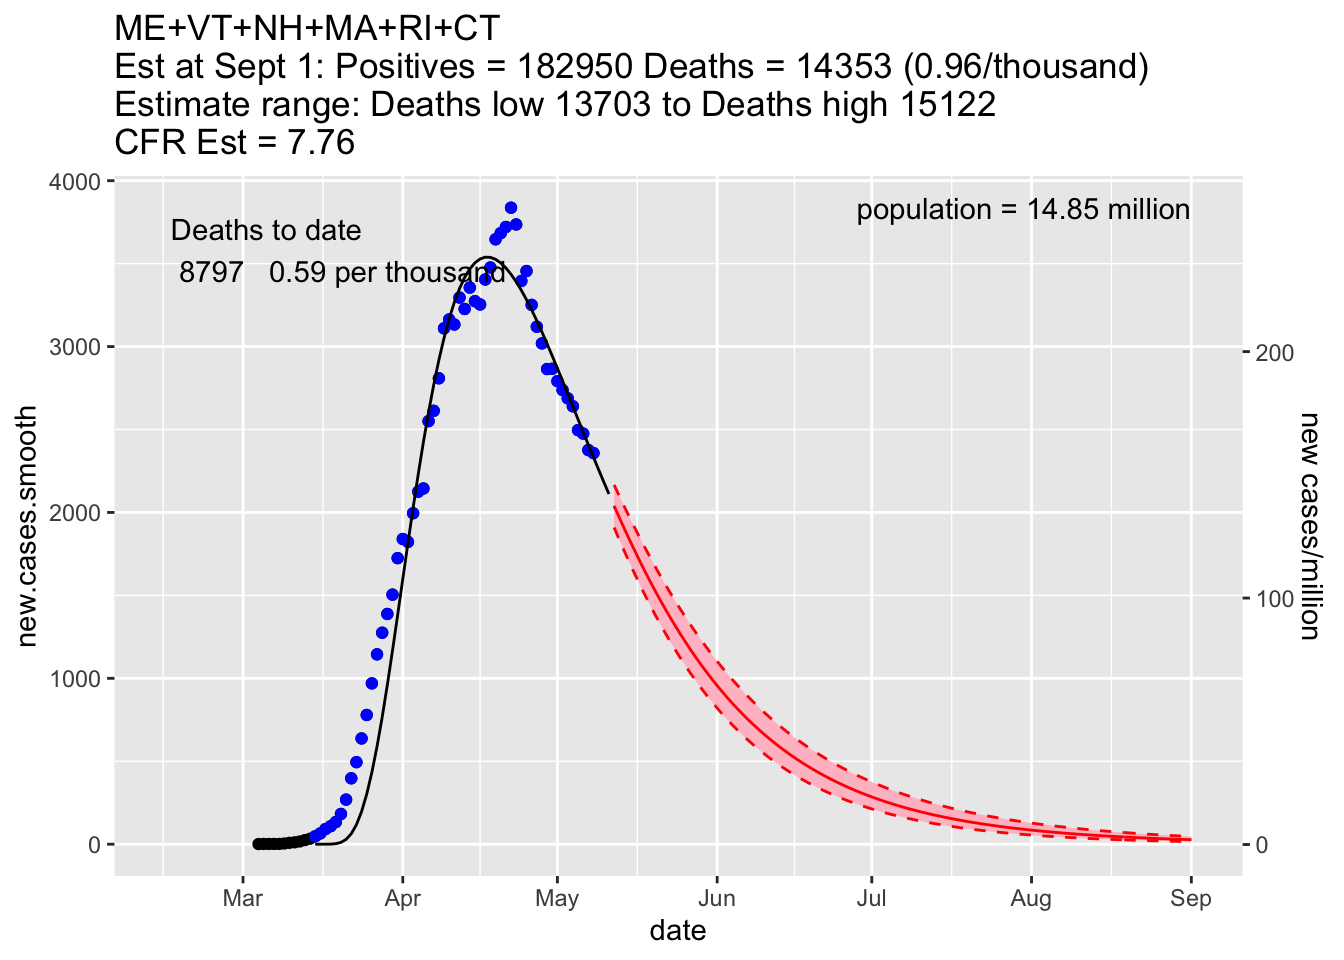 ME+VT+NH+MA+RI+CT
Est at Sept 1: Positives = 182950 Deaths = 14353 (0.96/thousand)
Estimate range: Deaths low 13703 to Deaths high 15122
CFR Est = 7.76
4000
3000
2000
1000
0
new.cases.smooth
Deaths to date
8797 0.59 per thousand
population = 14.85 million
200
100
0
new cases/million
Mar Apr May Jun Jul Aug Sep
date